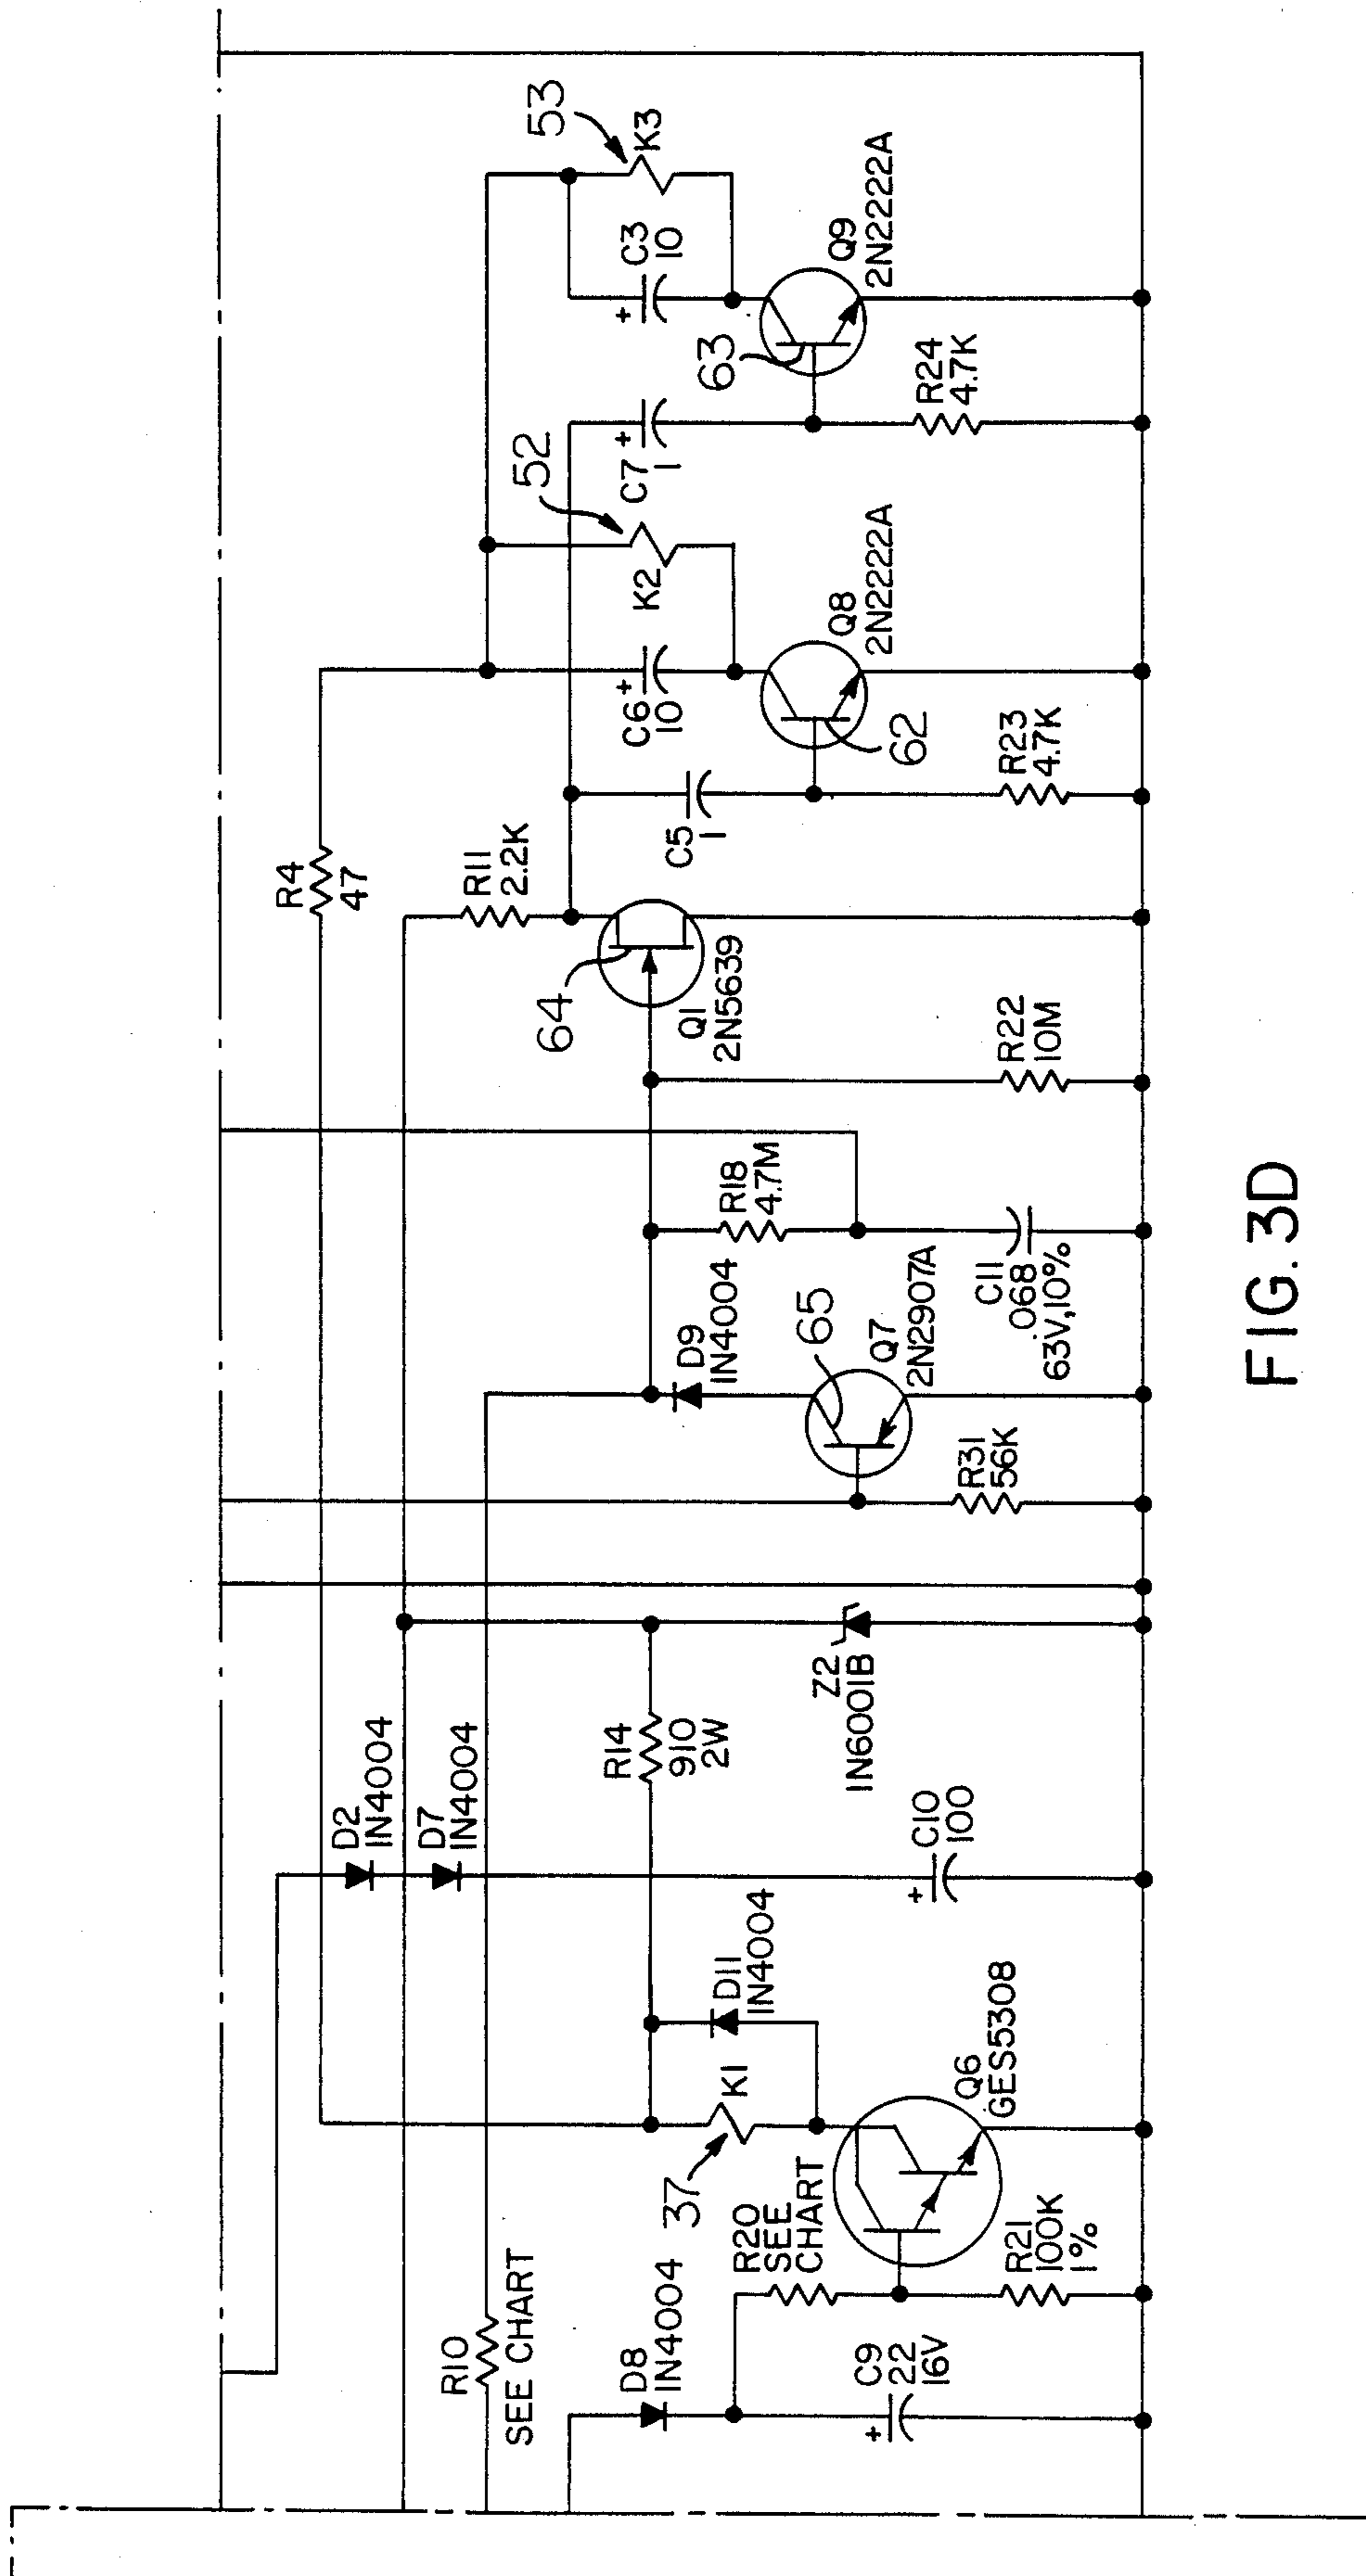 D2
IN4004
D7
IN4004
R4
47
R10
SEE CHART
R11
2.2K
53
K3
C3
10
52
K2
C6
10
+
+
C7
1
+
C5
1
64
Q1
2N5639
63
Q9
2N2222A
62
Q8
2N2222A
R24
4.7K
R23
4.7K
R22
10M
R18
4.7M
D9
IN4004
65
Q7
2N2907A
C11
.068
63V,10%
R31
56K
R14
910
2W
Z2
IN6001B
C10
100
+
D11
IN4004
K1
37
Q6
GES5308
R20
SEE
CHART
R21
100K
1%
D8
IN4004
C9
22
16V
+
FIG. 3D